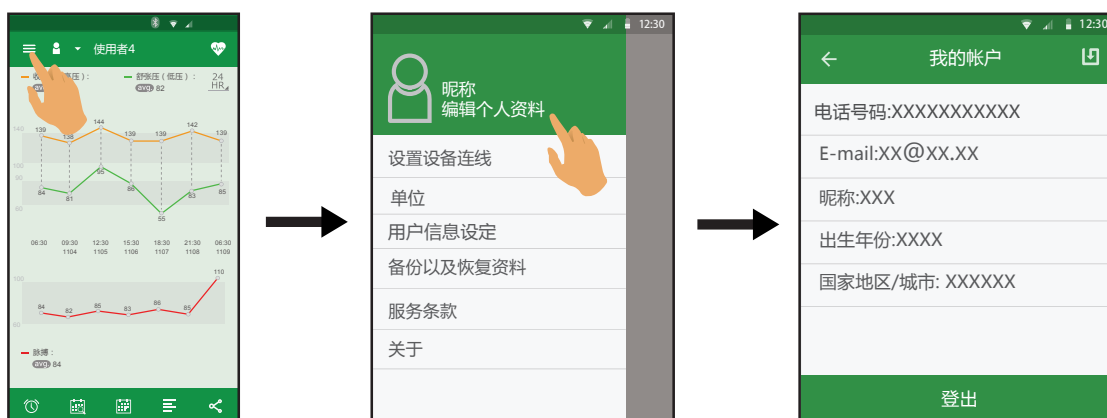 使用者4
舒张压（低压）:
24
HR
avg 82
140
139
138
144
139
139
142
139
100
90
84
81
95
86
55
83
85
60
06:30 09:30 12:30 15:30 18:30 21:30 06:30
1104 1105 1106 1107 1108 1109
100
110
84
82
85
83
86
85
60
脉搏 :
avg 84
12:30
昵称
编辑个人资料
设置设备连线
单位
用户信息设定
备份以及恢复资料
服务条款
关于
12:30
我的帐户
电话号码:XXXXXXXXXXX
E-mail:XX@XX.XX
昵称:XXX
出生年份:XXXX
国家地区/城市: XXXXXX
登出